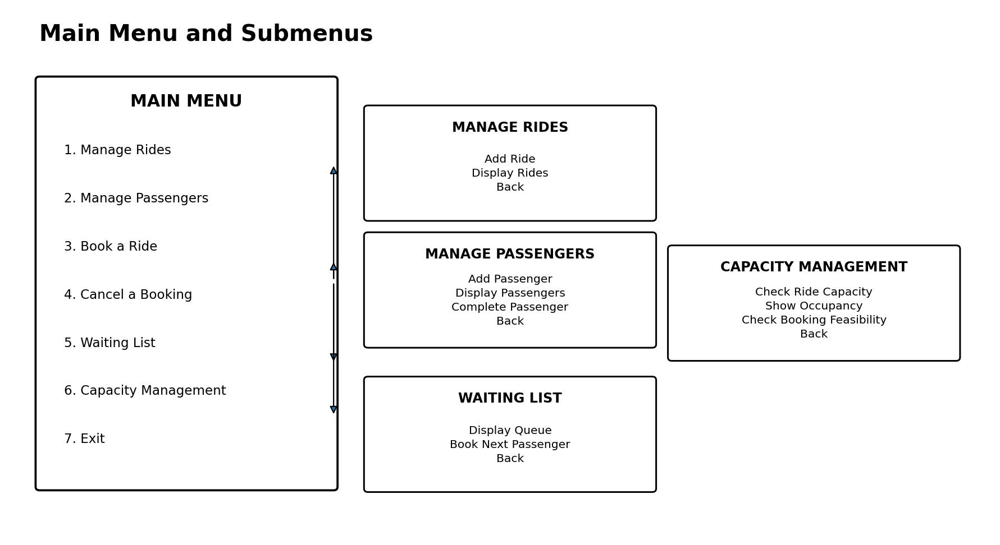 Main Menu and Submenus
MAIN MENU
1. Manage Rides
2. Manage Passengers
3. Book a Ride
4. Cancel a Booking
5. Waiting List
6. Capacity Management
7. Exit
MANAGE RIDES
Add Ride
Display Rides
Back
MANAGE PASSENGERS
Add Passenger
Display Passengers
Complete Passenger
Back
WAITING LIST
Display Queue
Book Next Passenger
Back
CAPACITY MANAGEMENT
Check Ride Capacity
Show Occupancy
Check Booking Feasibility
Back